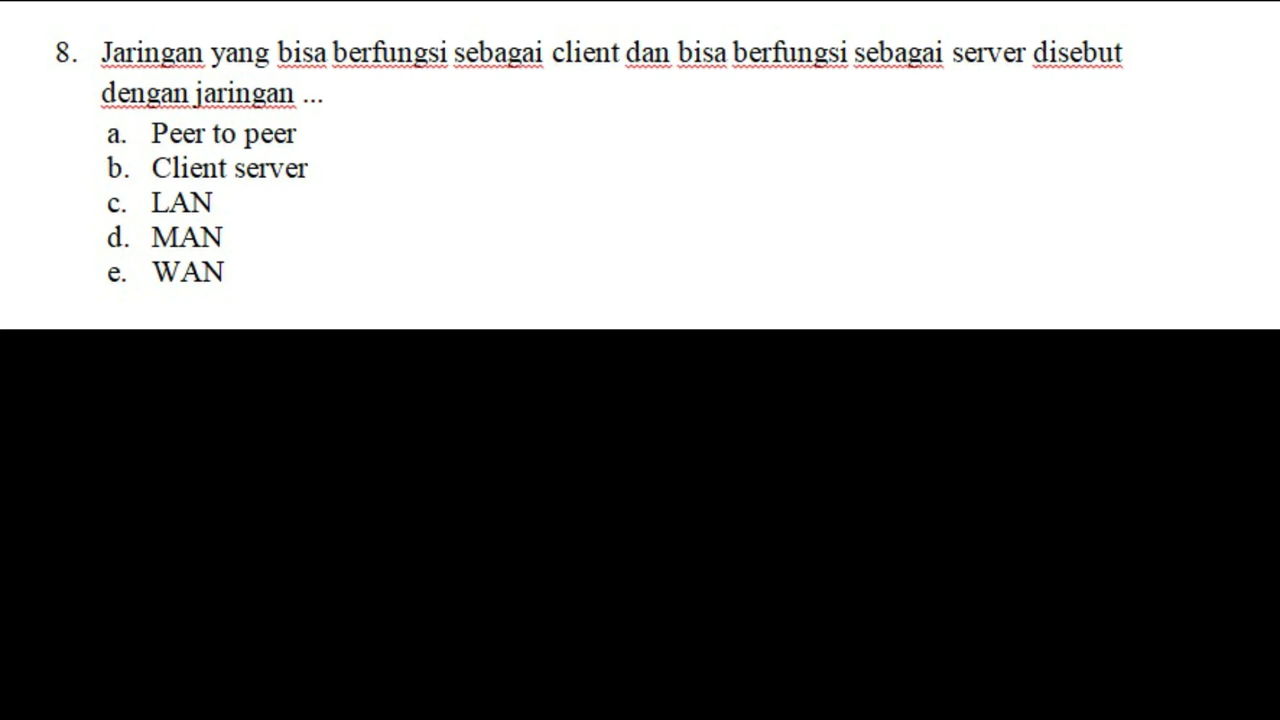 8. Jaringan yang bisa berfungsi sebagai client dan bisa berfungsi sebagai server disebut
dengan jaringan ...
a. Peer to peer
b. Client server
c. LAN
d. MAN
e. WAN